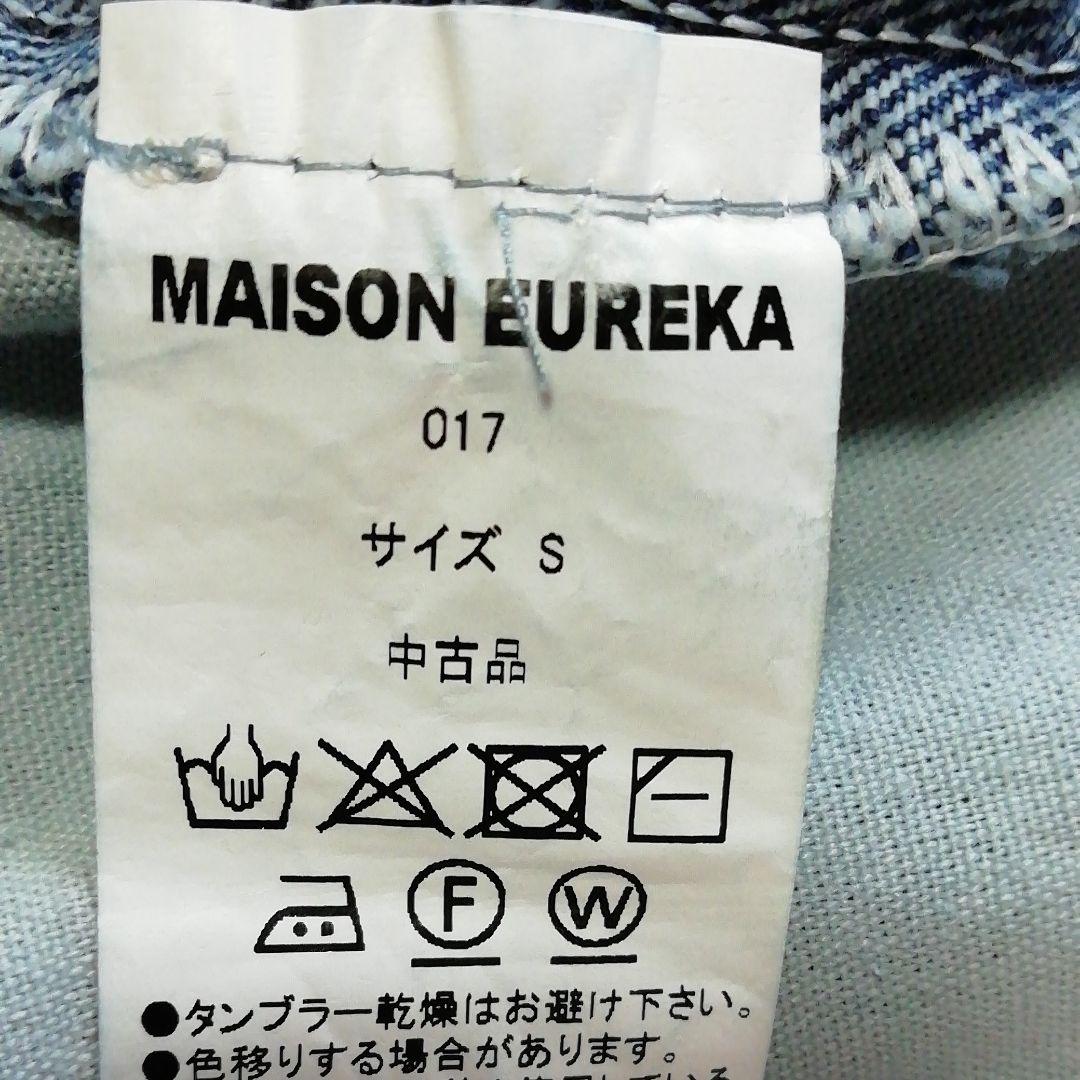 MAISON EUREKA
017
サイズ S
中古品
F W
●タンブラー乾燥はお避け下さい。
●色移りする場合があります。